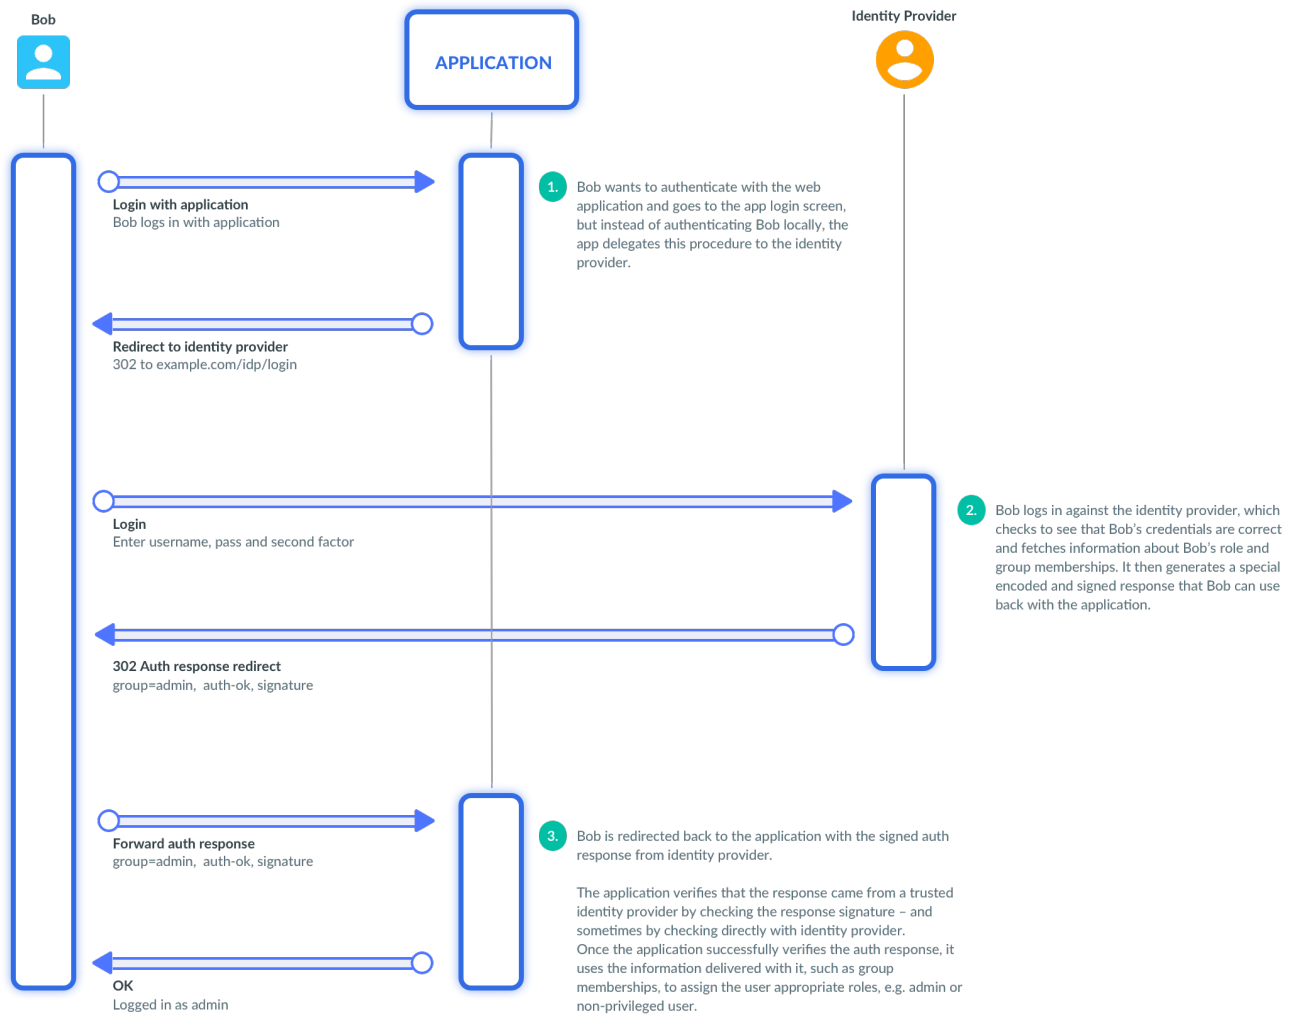 Bob
APPLICATION
Identity Provider
Login with application
Bob logs in with application
1.
Bob wants to authenticate with the web
application and goes to the app login screen,
but instead of authenticating Bob locally, the
app delegates this procedure to the identity
provider.
Redirect to identity provider
302 to example.com/idp/login
Login
Enter username, pass and second factor
2.
Bob logs in against the identity provider, which
checks to see that Bob’s credentials are correct
and fetches information about Bob’s role and
group memberships. It then generates a special
encoded and signed response that Bob can use
back with the application.
302 Auth response redirect
group=admin,  auth-ok, signature
Forward auth response
group=admin,  auth-ok, signature
3.
Bob is redirected back to the application with the signed auth
response from identity provider.
The application verifies that the response came from a trusted
identity provider by checking the response signature – and
sometimes by checking directly with identity provider.
Once the application successfully verifies the auth response, it
uses the information delivered with it, such as group
memberships, to assign the user appropriate roles, e.g. admin or
non-privileged user.
OK
Logged in as admin